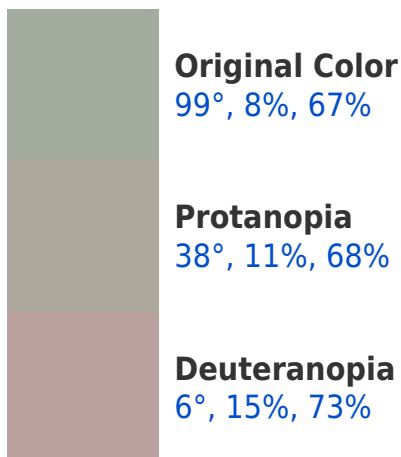 Original Color
99°, 8%, 67%
Protanopia
38°, 11%, 68%
Deuteranopia
6°, 15%, 73%